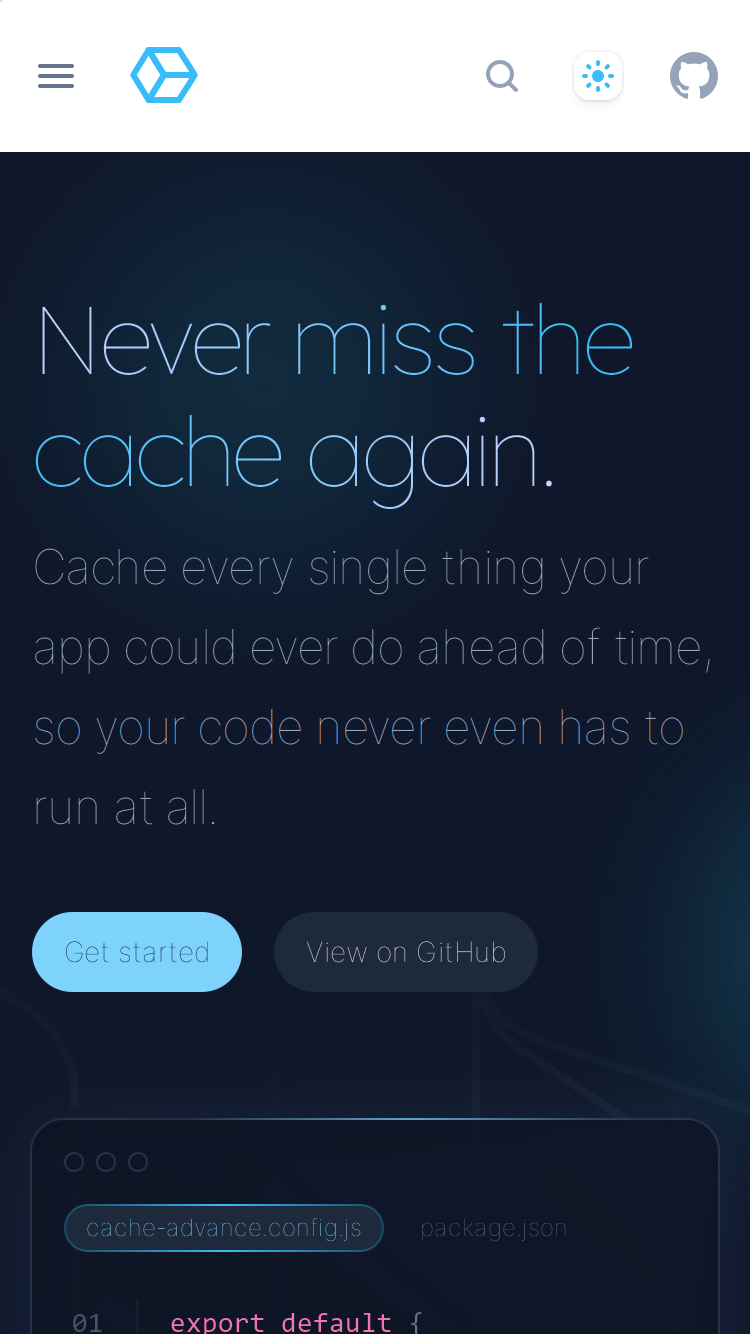 Never miss the
cache again.
Cache every single thing your
app could ever do ahead of time,
so your code never even has to
run at all.
Get started View on GitHub
cache-advance.config.js package.json
01 export default {